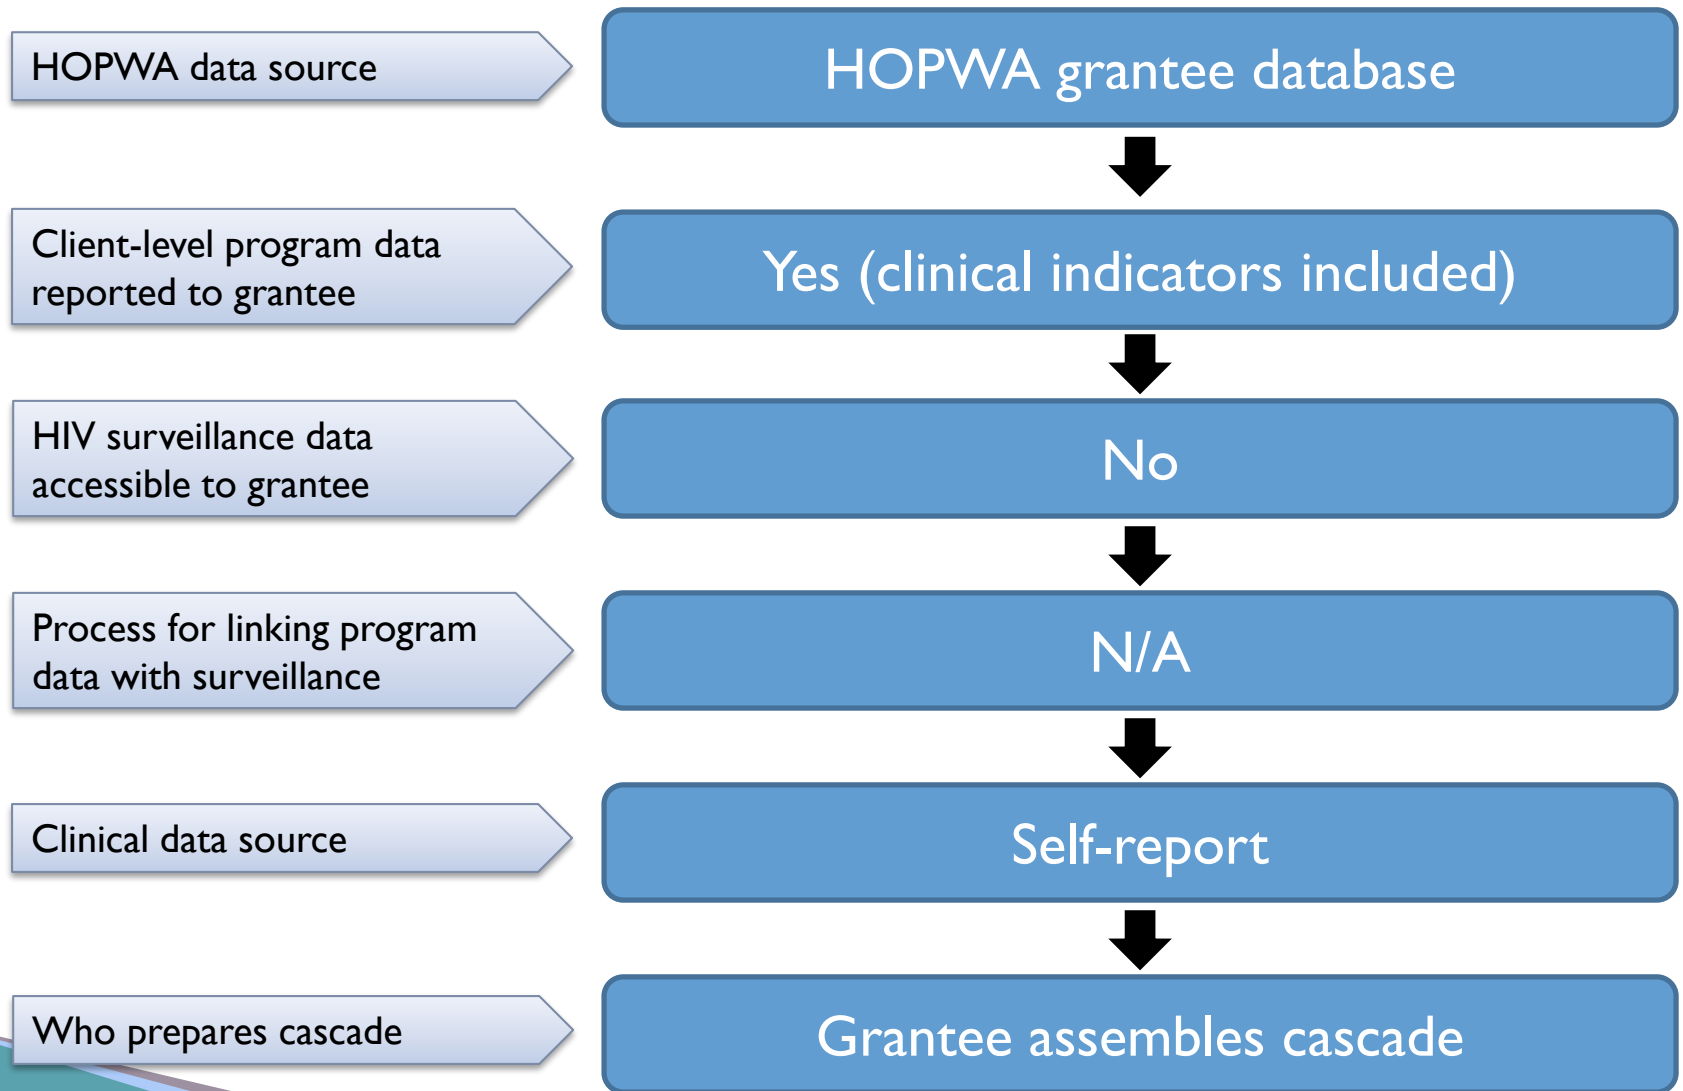 HOPWA data source
HOPWA grantee database
Client-level program data
reported to grantee
Yes (clinical indicators included)
HIV surveillance data
accessible to grantee
No
Process for linking program
data with surveillance
N/A
Clinical data source
Self-report
Who prepares cascade
Grantee assembles cascade